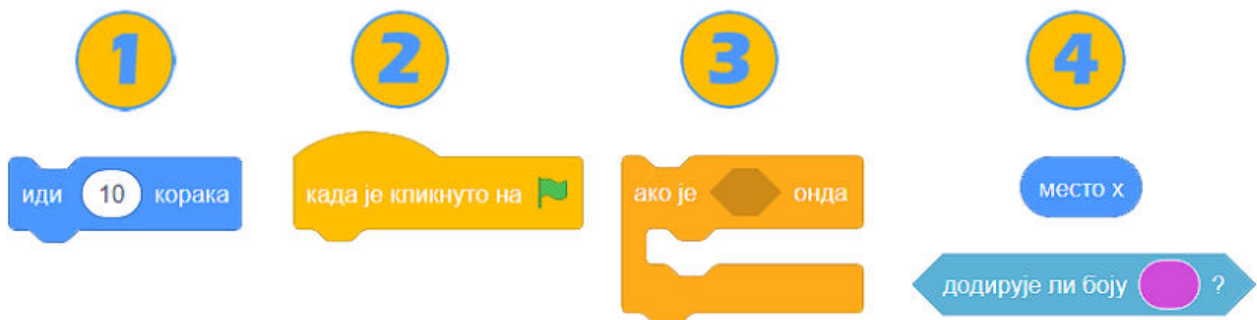 1
2
3
4
иди 10 корака
када је кликнуто на
ако је онда
место x
додирује ли боју ?